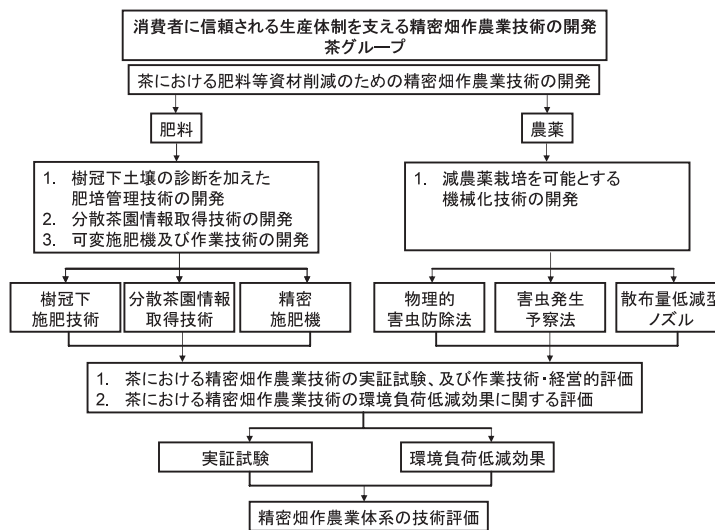 消費者に信頼される生産体制を支える精密畑作農業技術の開発
茶グループ
茶における肥料等資材削減のための精密畑作農業技術の開発
肥料
農薬
1. 樹冠下土壌の診断を加えた
肥培管理技術の開発
2. 分散茶園情報取得技術の開発
3. 可変施肥機及び作業技術の開発
1. 減農薬栽培を可能とする
機械化技術の開発
樹冠下
施肥技術
分散茶園情報
取得技術
精密
施肥機
物理的
害虫防除法
害虫発生
予察法
散布量低減型
ノズル
1. 茶における精密畑作農業技術の実証試験、及び作業技術・経営的評価
2. 茶における精密畑作農業技術の環境負荷低減効果に関する評価
実証試験
環境負荷低減効果
精密畑作農業体系の技術評価